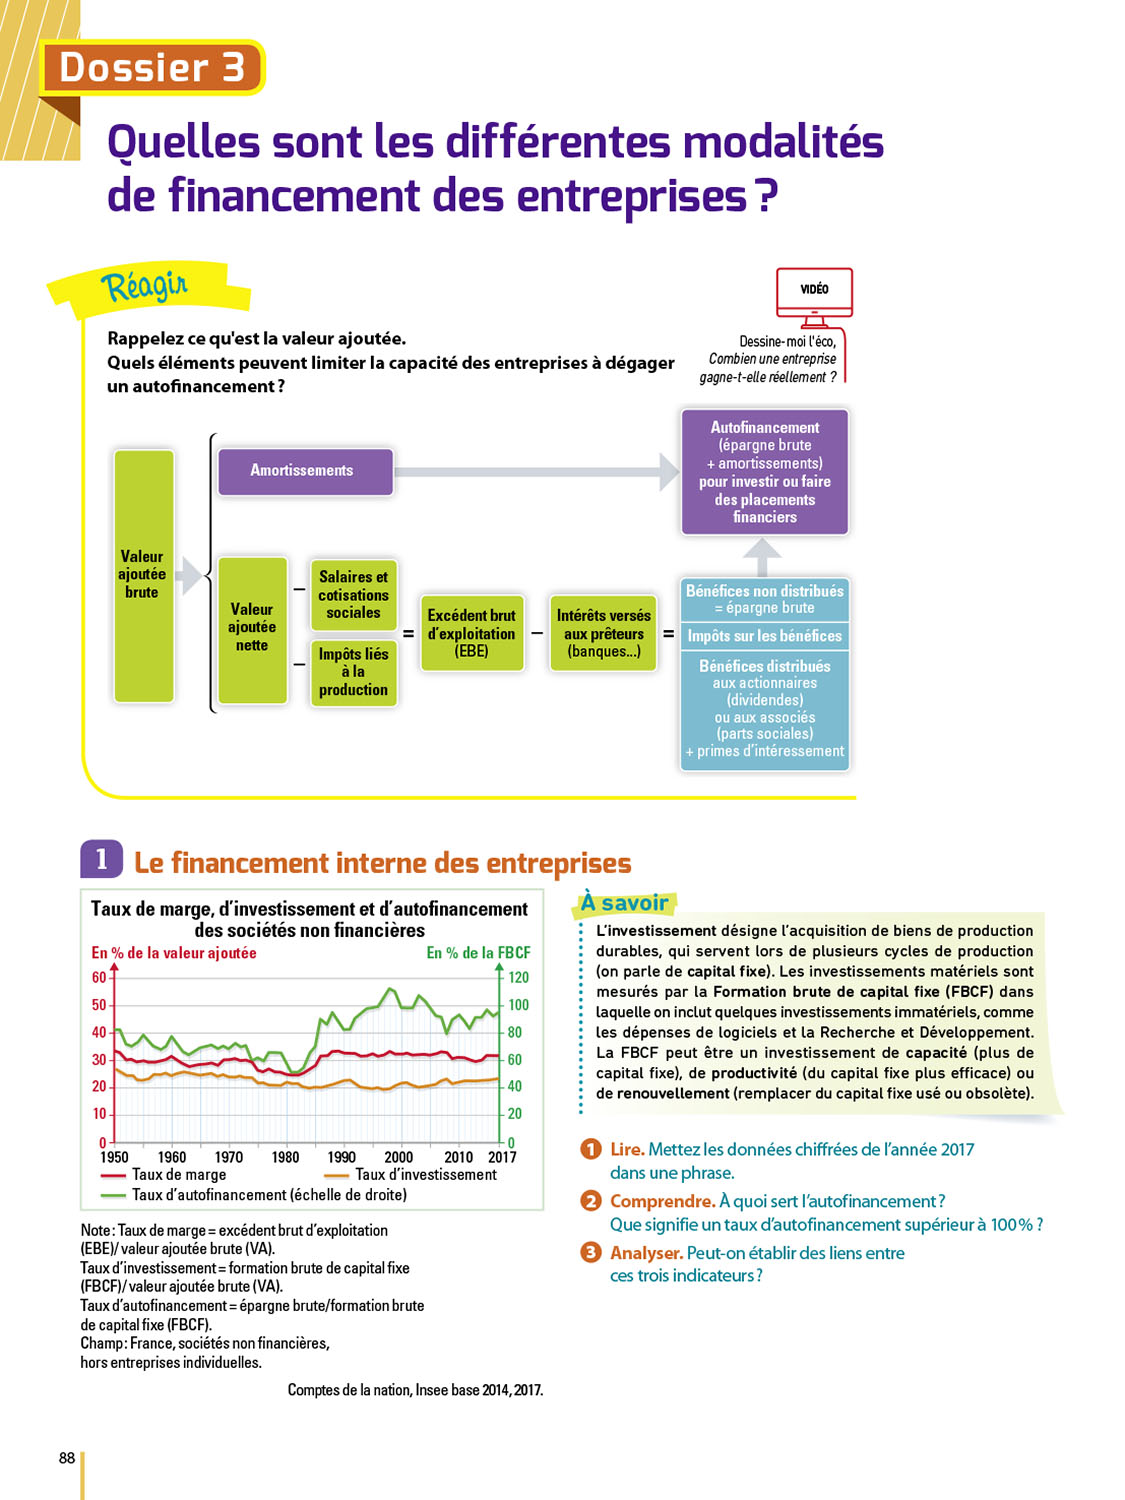 Dossier 3
Quelles sont les différentes modalités
de financement des entreprises ?
Réagir
VIDÉO
Dessine-moi l'éco,
Combien une entreprise
gagne-t-elle réellement ?
Rappelez ce qu'est la valeur ajoutée.
Quels éléments peuvent limiter la capacité des entreprises à dégager
un autofinancement ?
Valeur
ajoutée
brute
Amortissements
Autofinancement
(épargne brute
+ amortissements)
pour investir ou faire
des placements
financiers
Valeur
ajoutée
nette
–
Salaires et
cotisations
sociales
–
Impôts liés
à la
production
=
Excédent brut
d'exploitation
(EBE)
–
Intérêts versés
aux prêteurs
(banques...)
=
Bénéfices non distribués
= épargne brute
Impôts sur les bénéfices
Bénéfices distribués
aux actionnaires
(dividendes)
ou aux associés
(parts sociales)
+ primes d'intéressement
1 Le financement interne des entreprises
Taux de marge, d'investissement et d'autofinancement
des sociétés non financières
En % de la valeur ajoutée En % de la FBCF
60 120
50 100
40 80
30 60
20 40
10 20
0 0
1950 1960 1970 1980 1990 2000 2010 2017
Taux de marge Taux d'investissement
Taux d'autofinancement (échelle de droite)
Note : Taux de marge = excédent brut d'exploitation
(EBE)/ valeur ajoutée brute (VA).
Taux d'investissement = formation brute de capital fixe
(FBCF)/ valeur ajoutée brute (VA).
Taux d'autofinancement = épargne brute/formation brute
de capital fixe (FBCF).
Champ : France, sociétés non financières,
hors entreprises individuelles.
Comptes de la nation, Insee base 2014, 2017.
À savoir
L'investissement désigne l'acquisition de biens de production
durables, qui servent lors de plusieurs cycles de production
(on parle de capital fixe). Les investissements matériels sont
mesurés par la Formation brute de capital fixe (FBCF) dans
laquelle on inclut quelques investissements immatériels, comme
les dépenses de logiciels et la Recherche et Développement.
La FBCF peut être un investissement de capacité (plus de
capital fixe), de productivité (du capital fixe plus efficace) ou
de renouvellement (remplacer du capital fixe usé ou obsolète).
1 Lire. Mettez les données chiffrées de l'année 2017
dans une phrase.
2 Comprendre. À quoi sert l'autofinancement ?
Que signifie un taux d'autofinancement supérieur à 100 % ?
3 Analyser. Peut-on établir des liens entre
ces trois indicateurs ?
88